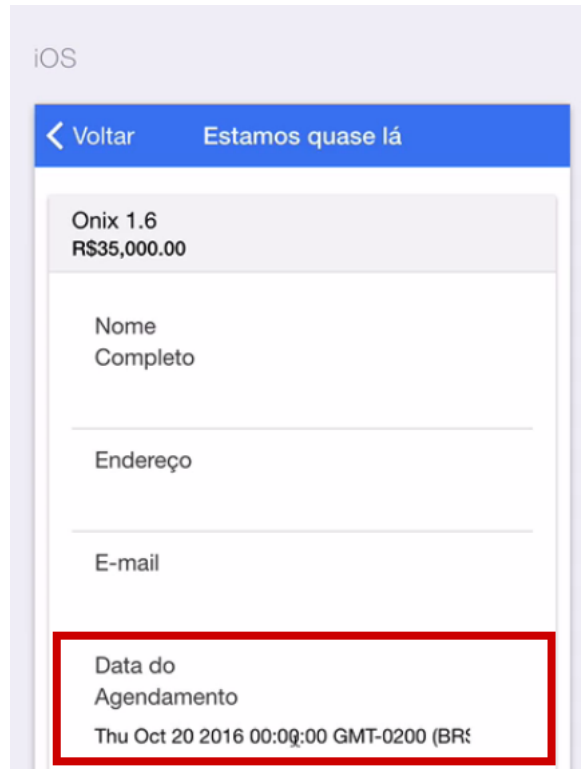 iOS
Voltar Estamos quase lá
Onix 1.6
R$35,000.00
Nome
Completo
Endereço
E-mail
Data do
Agendamento
Thu Oct 20 2016 00:00:00 GMT-0200 (BRS